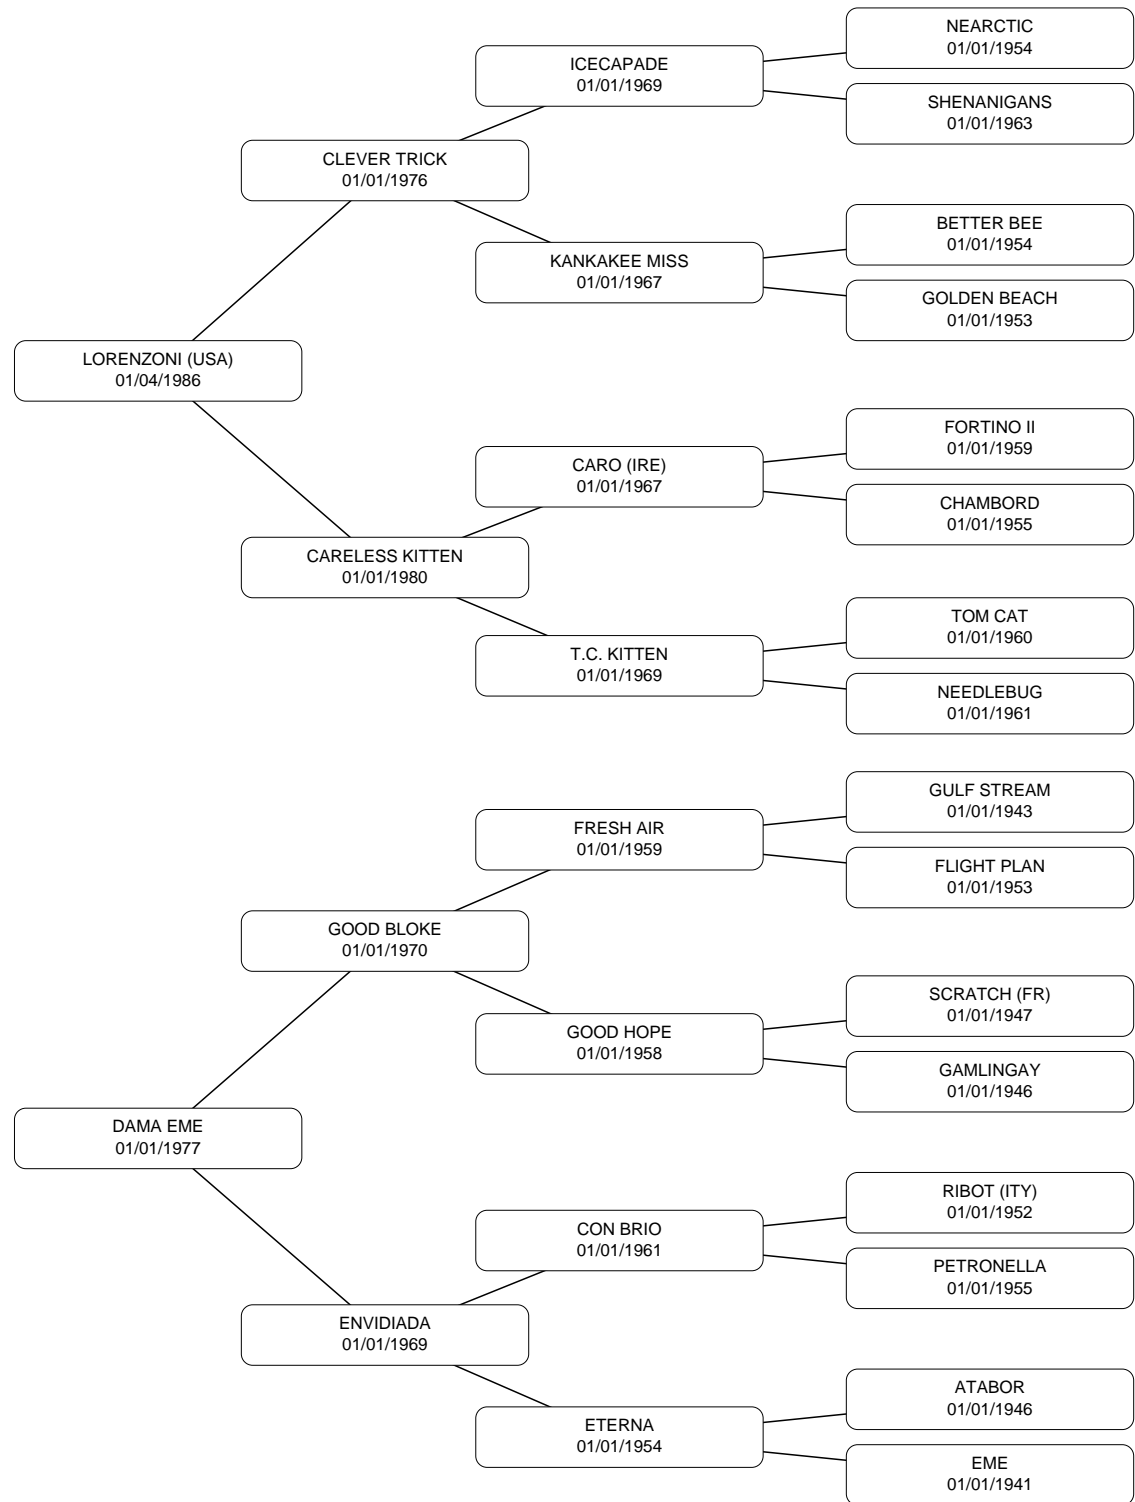 NEARCTIC
01/01/1954
ICECAPADE
01/01/1969
SHENANIGANS
01/01/1963
CLEVER TRICK
01/01/1976
BETTER BEE
01/01/1954
KANKAKEE MISS
01/01/1967
GOLDEN BEACH
01/01/1953
LORENZONI (USA)
01/04/1986
FORTINO II
01/01/1959
CARO (IRE)
01/01/1967
CHAMBORD
01/01/1955
CARELESS KITTEN
01/01/1980
TOM CAT
01/01/1960
T.C. KITTEN
01/01/1969
NEEDLEBUG
01/01/1961
GULF STREAM
01/01/1943
FRESH AIR
01/01/1959
FLIGHT PLAN
01/01/1953
GOOD BLOKE
01/01/1970
SCRATCH (FR)
01/01/1947
GOOD HOPE
01/01/1958
GAMLINGAY
01/01/1946
DAMA EME
01/01/1977
RIBOT (ITY)
01/01/1952
CON BRIO
01/01/1961
PETRONELLA
01/01/1955
ENVIDIADA
01/01/1969
ATABOR
01/01/1946
ETERNA
01/01/1954
EME
01/01/1941